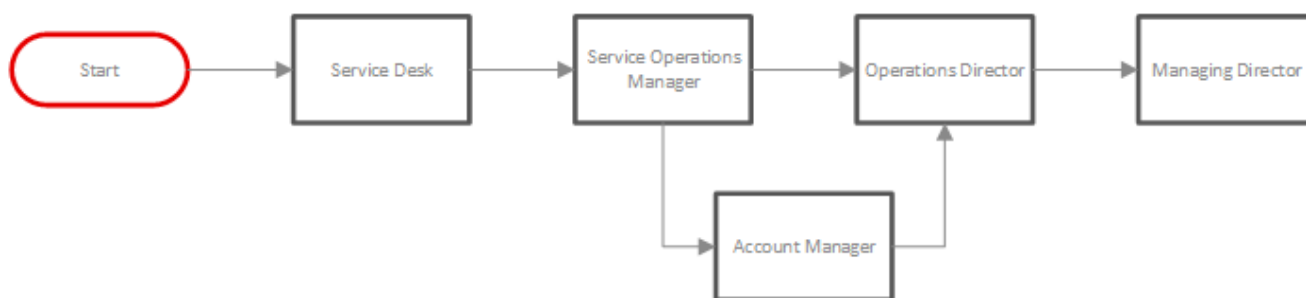 Start
Service Desk
Service Operations
Manager
Operations Director
Managing Director
Account Manager